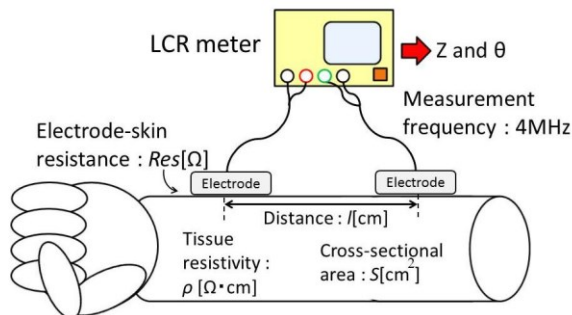 LCR meter
Z and θ
Measurement
frequency : 4MHz
Electrode-skin
resistance : Res[Ω]
Electrode
Electrode
Distance : l[cm]
Tissue
resistivity :
ρ [Ω・cm]
Cross-sectional
area : S[cm²]